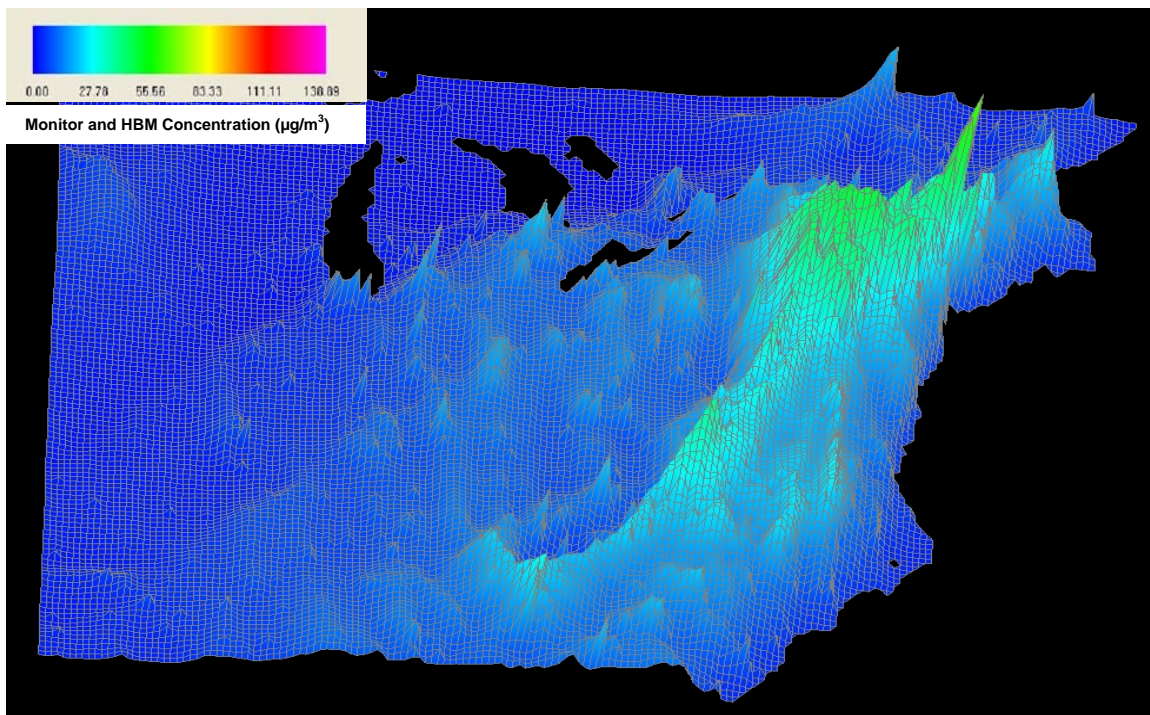 0.00 27.78 55.56 83.33 111.11 138.89
Monitor and HBM Concentration (µg/m³)